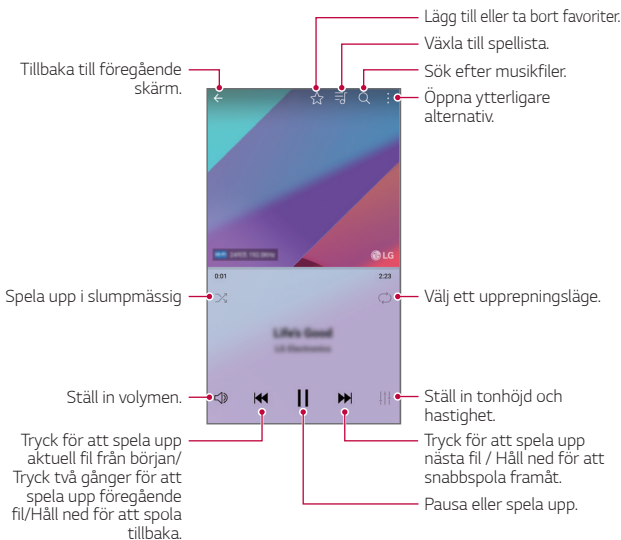 Lägg till eller ta bort favoriter.
Växla till spellista.
Sök efter musikfiler.
Öppna ytterligare
alternativ.
Tillbaka till föregående
skärm.
LG
0:01
2:23
Spela upp i slumpmässig
Välj ett upprepningsläge.
Life's Good
LG Electronics
Ställ in volymen.
Ställ in tonhöjd och
hastighet.
Tryck för att spela upp
aktuell fil från början/
Tryck två gånger för att
spela upp föregående
fil/Håll ned för att spola
tillbaka.
Tryck för att spela upp
nästa fil / Håll ned för att
snabbspola framåt.
Pausa eller spela upp.